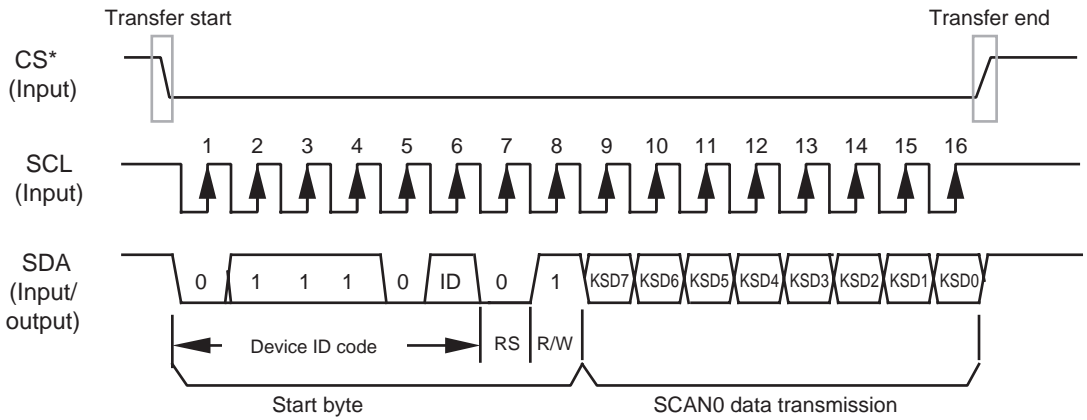 Transfer start Transfer end
CS*
(Input)
1 2 3 4 5 6 7 8 9 10 11 12 13 14 15 16
SCL
(Input)
SDA
(Input/
output)
0 1 1 1 0 ID 0 1 KSD7 KSD6 KSD5 KSD4 KSD3 KSD2 KSD1 KSD0
Device ID code RS R/W
Start byte SCAN0 data transmission